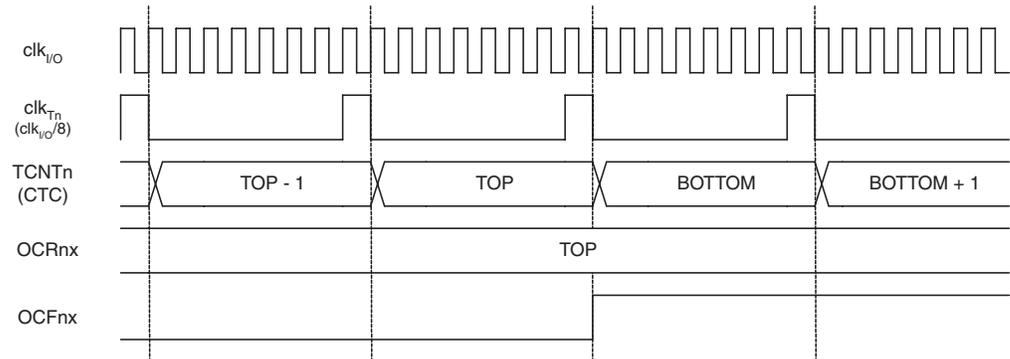 clkI/O
clkTn
(clkI/O/8)
TCNTn
(CTC)
TOP - 1
TOP
BOTTOM
BOTTOM + 1
OCRnx
TOP
OCFnx